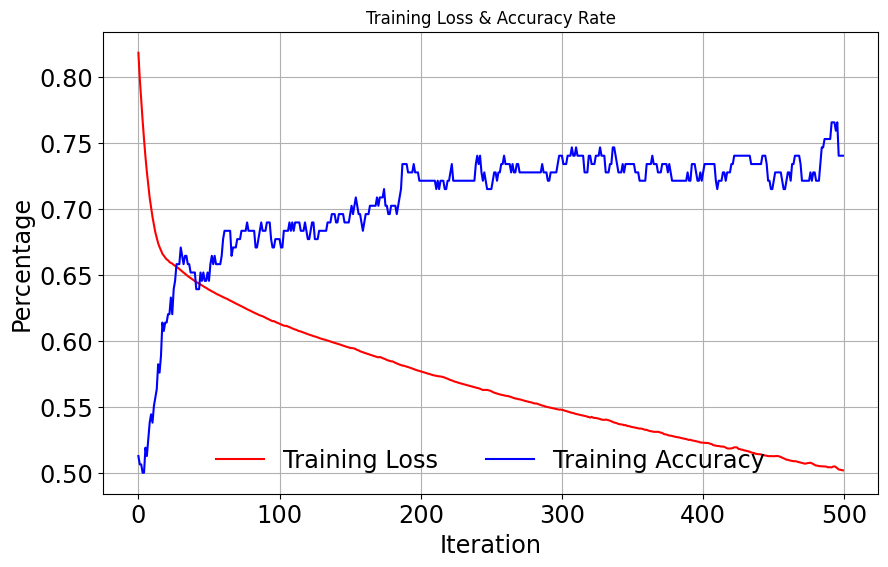 Training Loss & Accuracy Rate
Percentage
0.80
0.75
0.70
0.65
0.60
0.55
0.50
Training Loss
Training Accuracy
0
100
200
300
400
500
Iteration